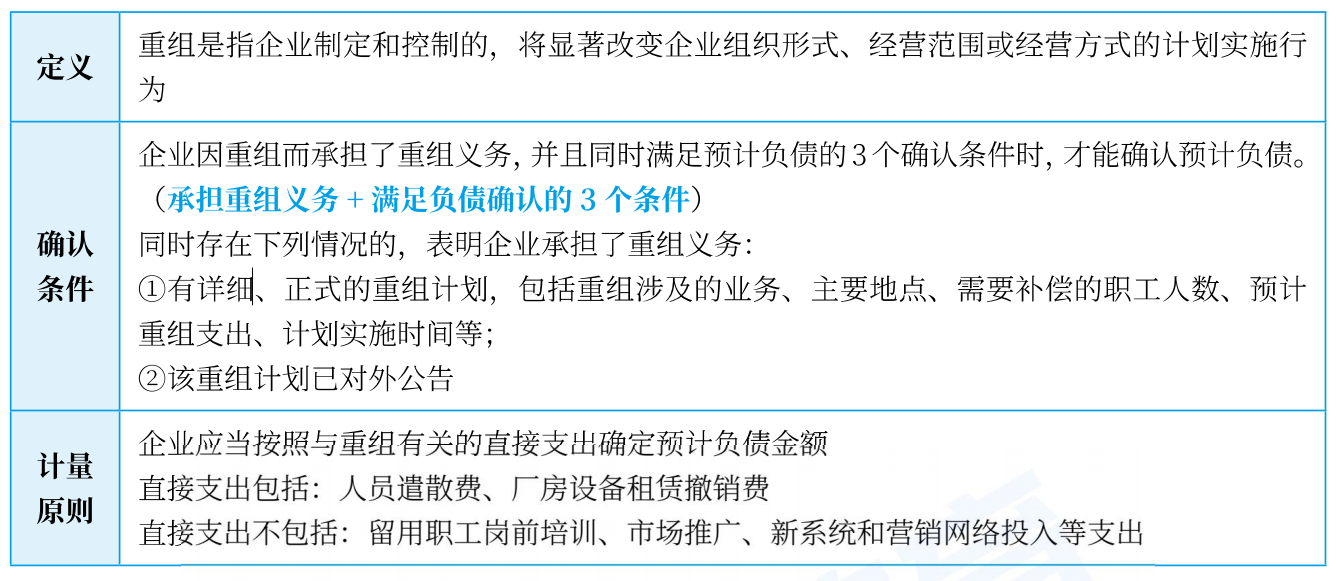 定义
重组是指企业制定和控制的，将显著改变企业组织形式、经营范围或经营方式的计划实施行
为
确认
条件
企业因重组而承担了重组义务，并且同时满足预计负债的3个确认条件时，才能确认预计负债。
（承担重组义务 + 满足负债确认的 3 个条件）
同时存在下列情况的，表明企业承担了重组义务：
①有详细、正式的重组计划，包括重组涉及的业务、主要地点、需要补偿的职工人数、预计
重组支出、计划实施时间等；
②该重组计划已对外公告
计量
原则
企业应当按照与重组有关的直接支出确定预计负债金额
直接支出包括：人员遣散费、厂房设备租赁撤销费
直接支出不包括：留用职工岗前培训、市场推广、新系统和营销网络投入等支出